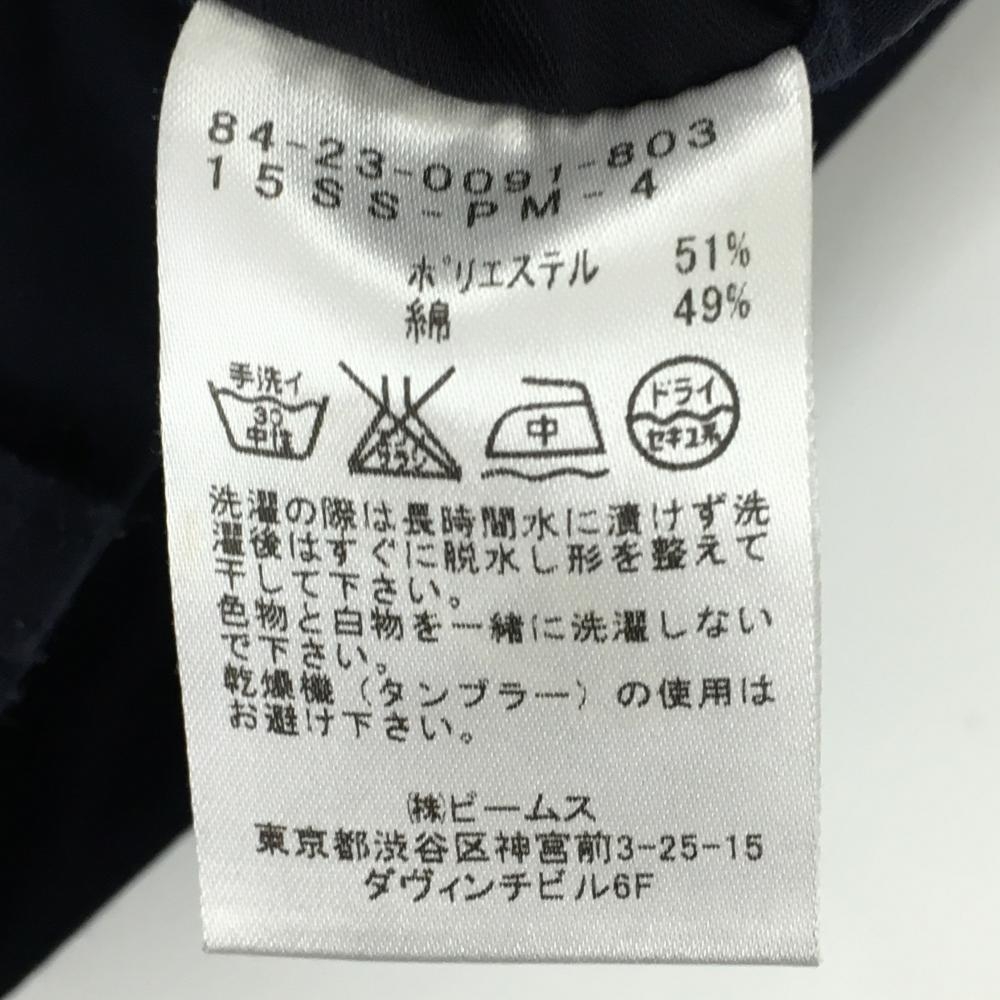 84-23-0091-803
15SS-PM-4
ポリエステル 51%
綿 49%
手洗イ
30
中性
エンソ
サラシ
中
ドライ
セキユ系
洗濯の際は長時間水に漬けず洗
濯後はすぐに脱水し形を整えて
干して下さい。
色物と白物を一緒に洗濯しない
で下さい。
乾燥機（タンブラー）の使用は
お避け下さい。
㈱ビームス
東京都渋谷区神宮前3-25-15
ダヴィンチビル6F